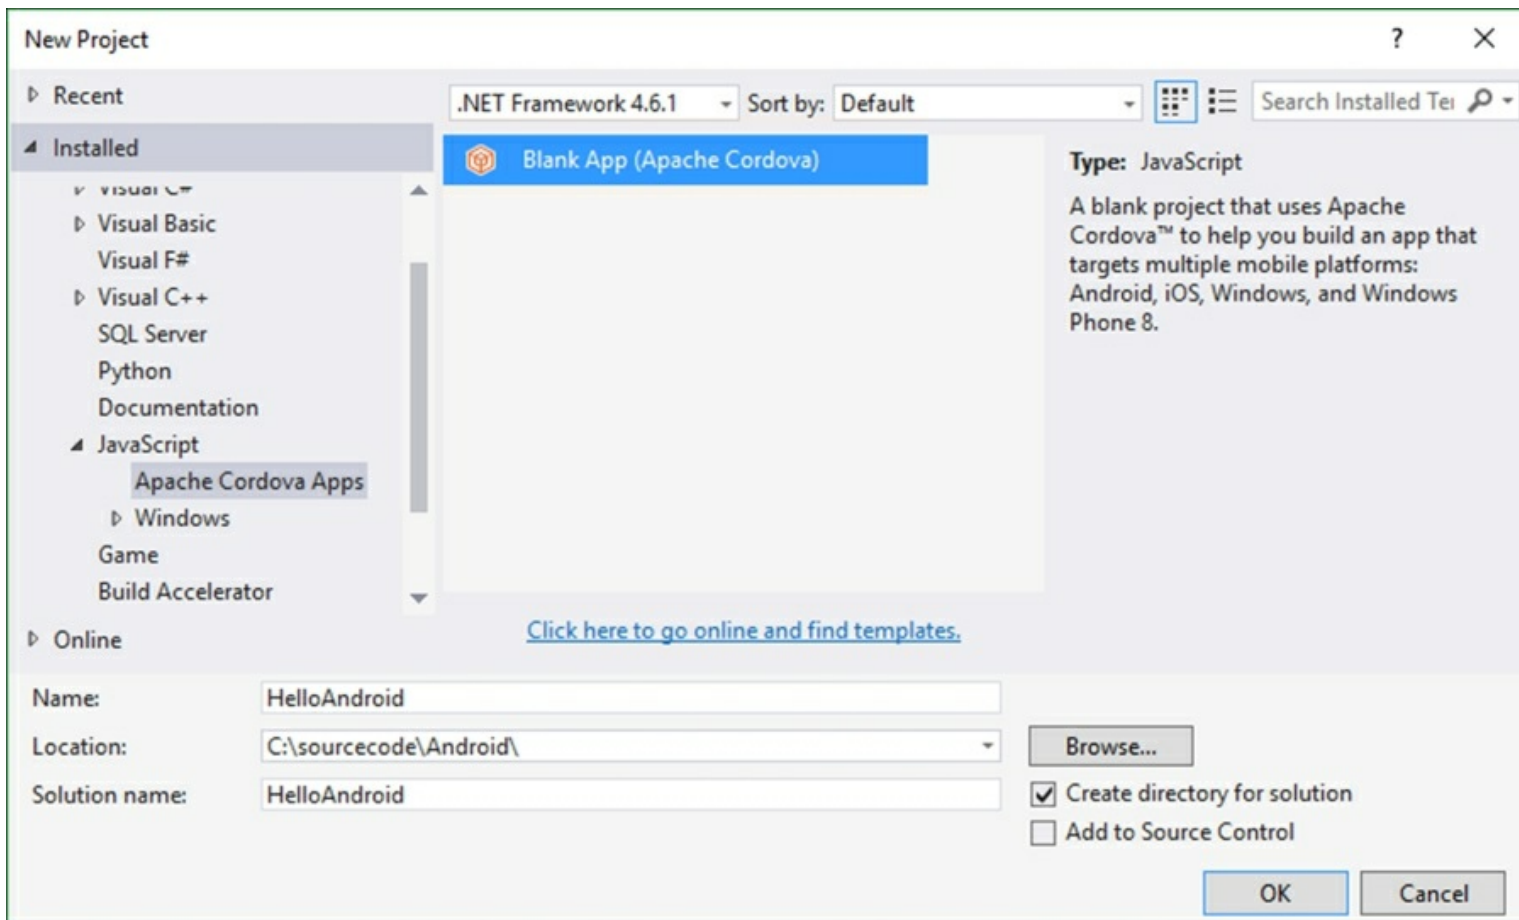 New Project
?
Recent
.NET Framework 4.6.1
Sort by: Default
Search Installed Te
Installed
Visual C#
Visual Basic
Visual F#
Visual C++
SQL Server
Python
Documentation
JavaScript
Apache Cordova Apps
Windows
Game
Build Accelerator
Online
Blank App (Apache Cordova)
Type: JavaScript
A blank project that uses Apache
Cordova™ to help you build an app that
targets multiple mobile platforms:
Android, iOS, Windows, and Windows
Phone 8.
Click here to go online and find templates.
Name: HelloAndroid
Location: C:\sourcecode\Android\
Browse...
Solution name: HelloAndroid
Create directory for solution
Add to Source Control
OK
Cancel